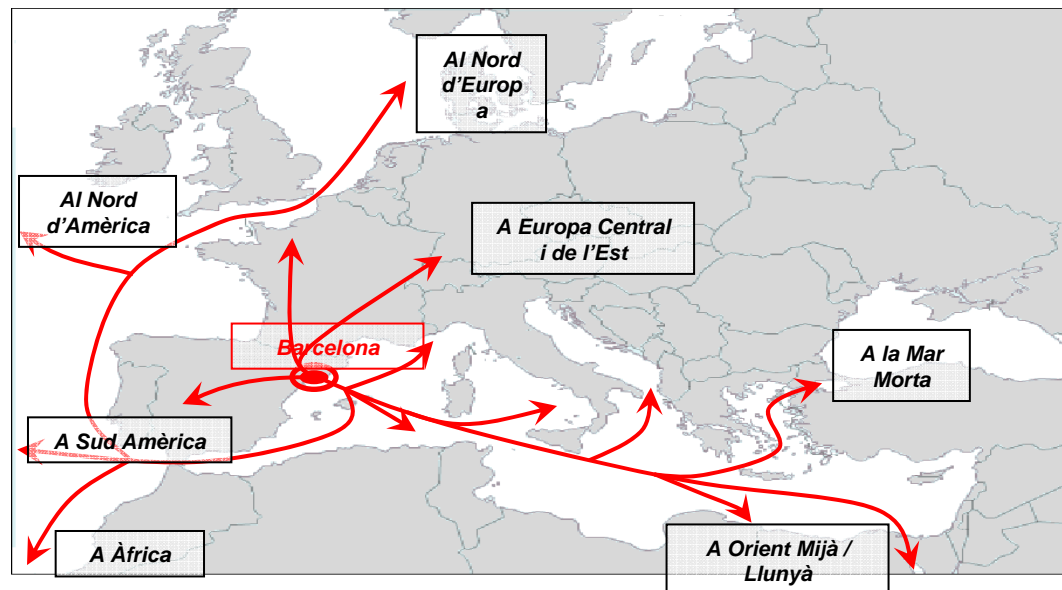 Al Nord
d'Europ
a
Al Nord
d'Amèrica
A Europa Central
i de l'Est
Barcelona
A la Mar
Morta
A Sud Amèrica
A Àfrica
A Orient Mijà /
Llunyà